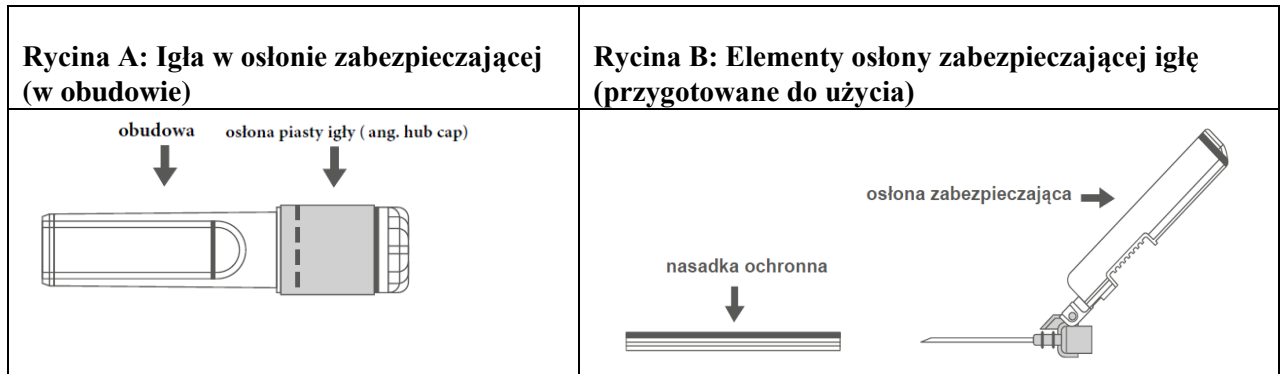 Rycina A: Igła w osłonie zabezpieczającej
(w obudowie)
Rycina B: Elementy osłony zabezpieczającej igłę
(przygotowane do użycia)
obudowa
osłona piasty igły ( ang. hub cap)
osłona zabezpieczająca
nasadka ochronna